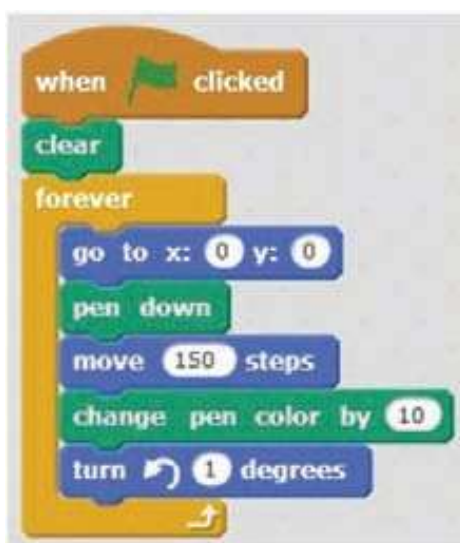 when clicked
clear
forever
go to x: 0 y: 0
pen down
move 150 steps
change pen color by 10
turn 1 degrees